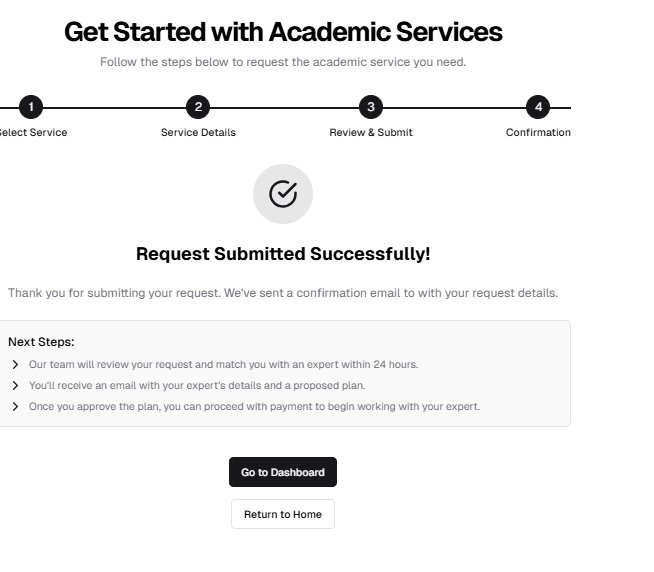 Get Started with Academic Services
Follow the steps below to request the academic service you need.
1
2
3
4
elect Service
Service Details
Review & Submit
Confirmation
Request Submitted Successfully!
Thank you for submitting your request. We've sent a confirmation email to with your request details.
Next Steps:
Our team will review your request and match you with an expert within 24 hours.
You'll receive an email with your expert's details and a proposed plan.
Once you approve the plan, you can proceed with payment to begin working with your expert.
Go to Dashboard
Return to Home